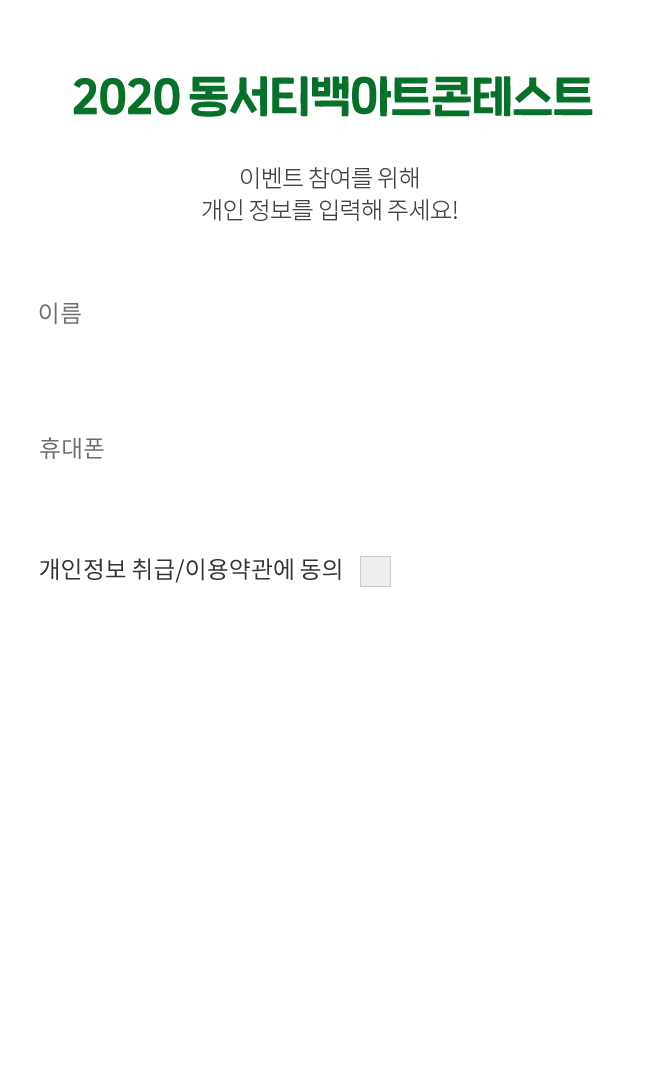 2020 동서티백아트콘테스트
이벤트 참여를 위해
개인 정보를 입력해 주세요!
이름
휴대폰
개인정보 취급/이용약관에 동의